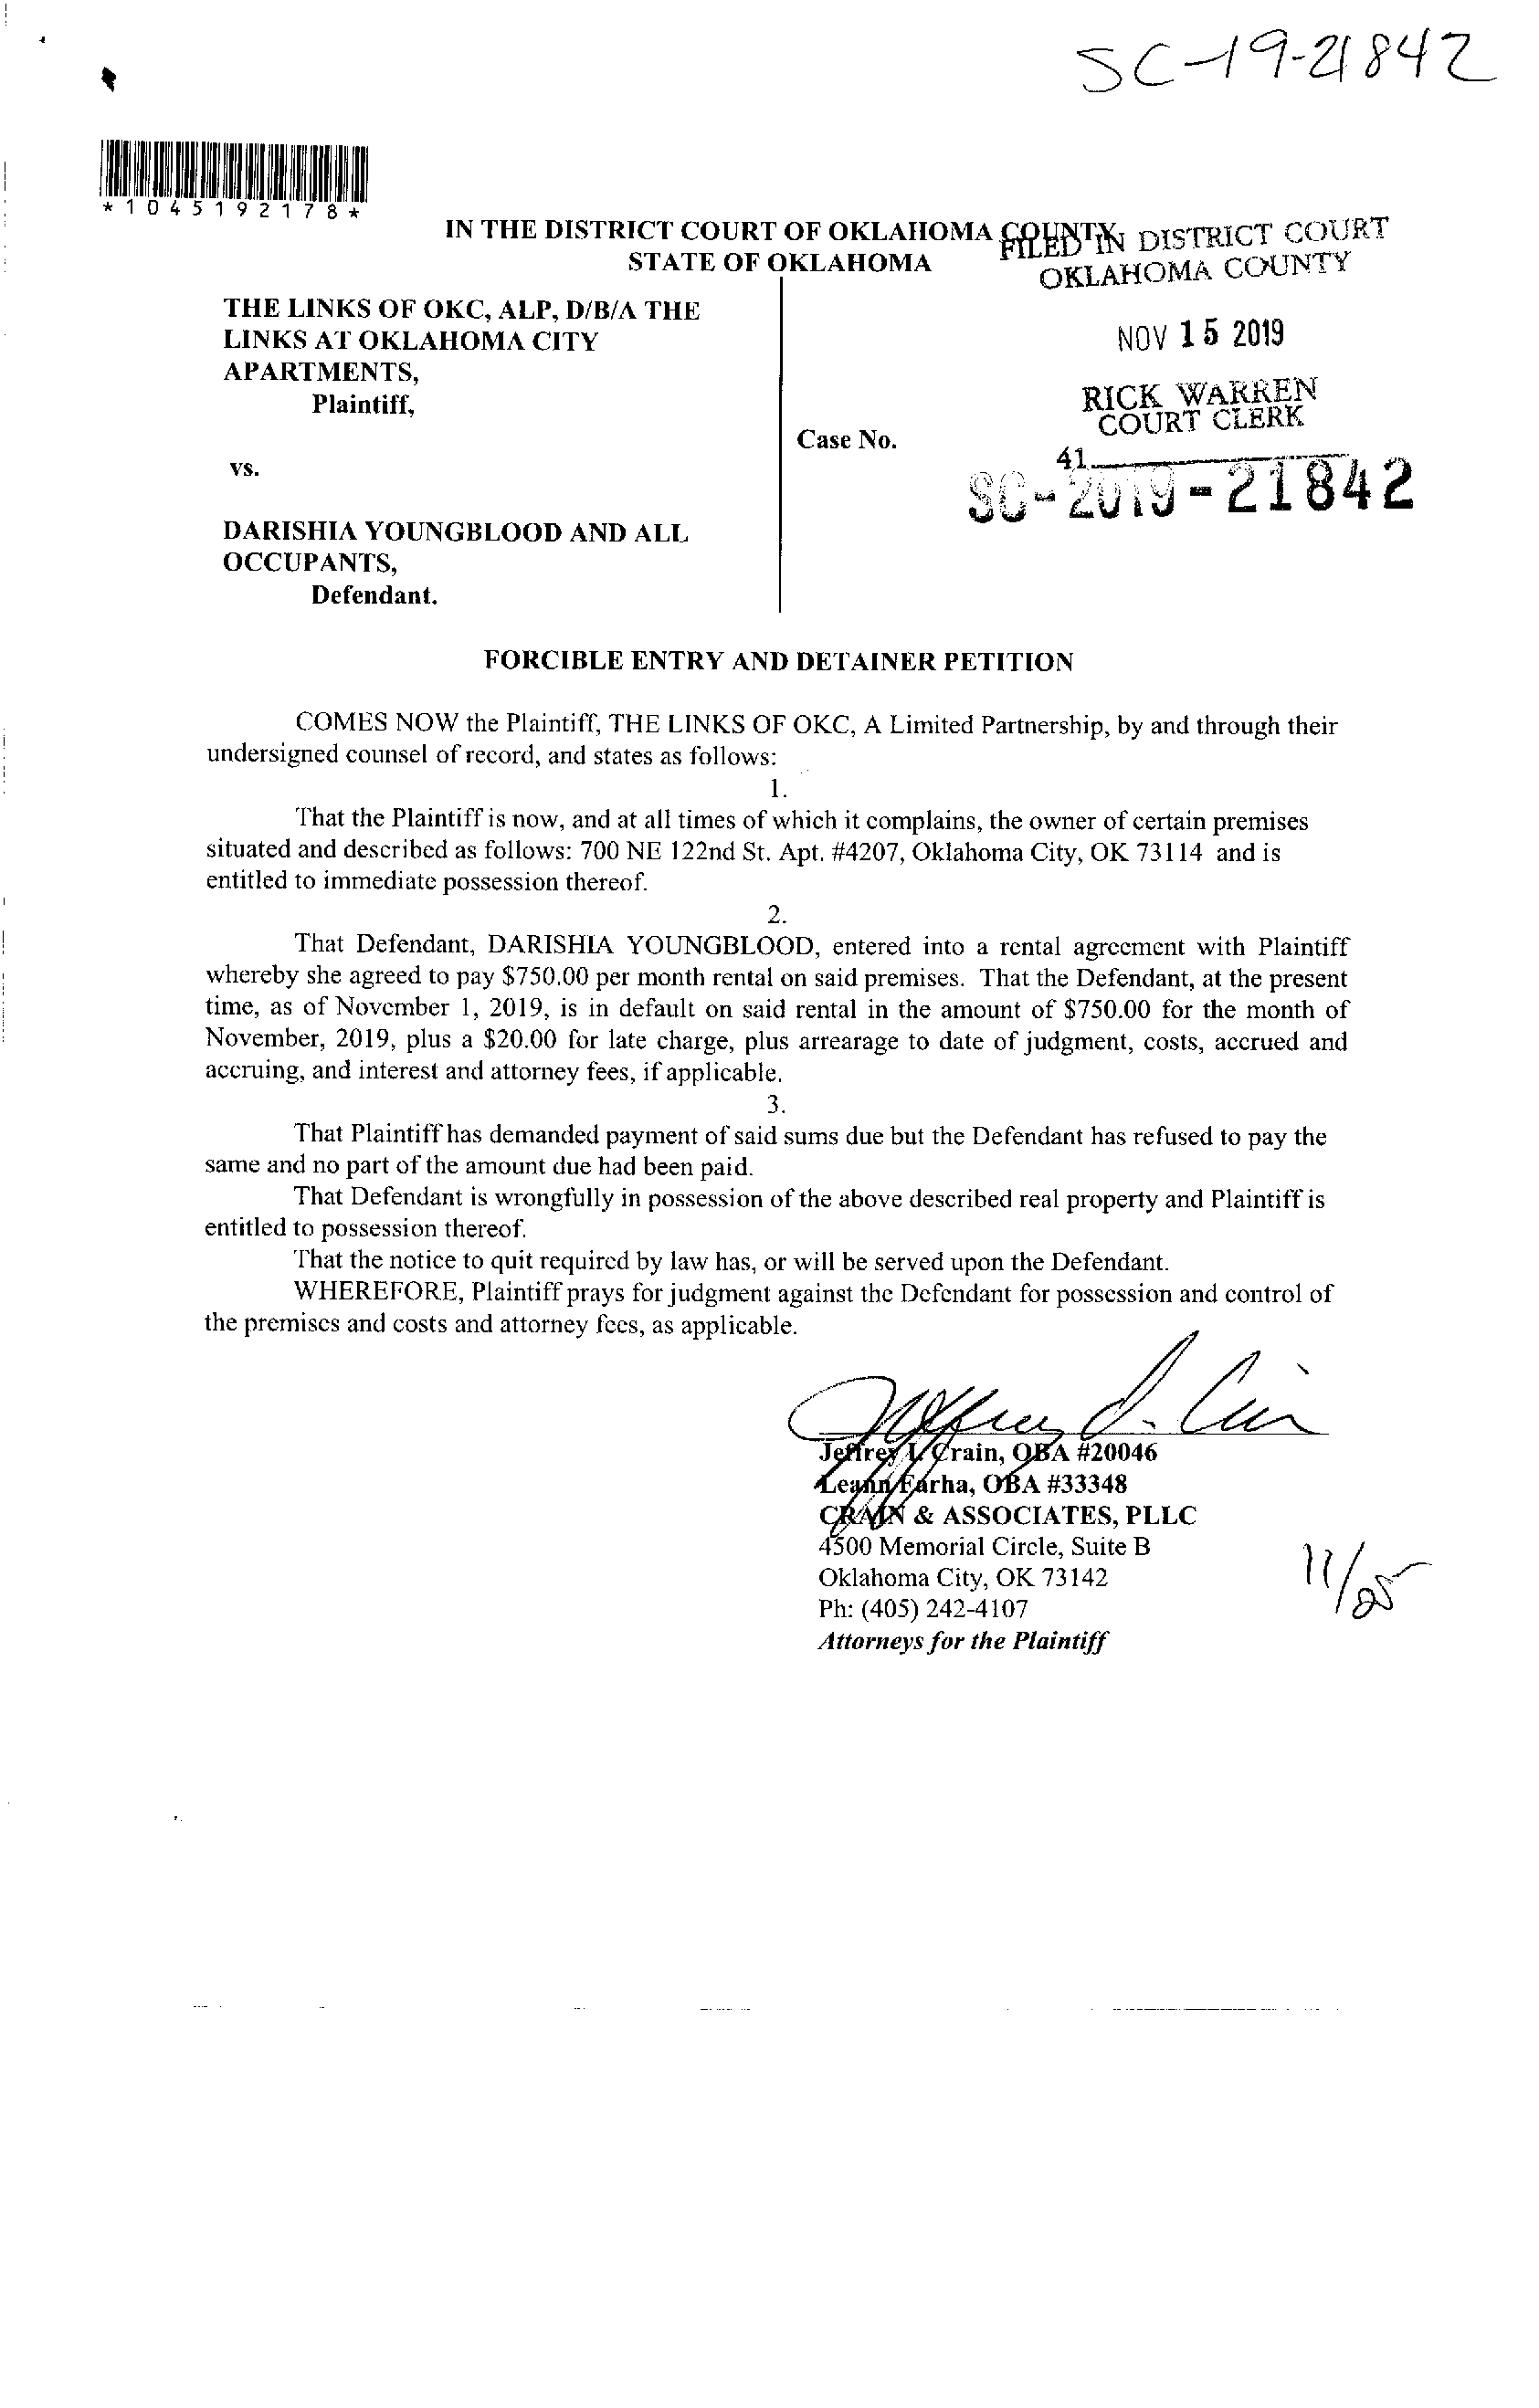 SC-19-21842
*1045192178*
IN THE DISTRICT COURT OF OKLAHOMA COUNTY
STATE OF OKLAHOMA
FILED IN DISTRICT COURT
OKLAHOMA COUNTY
NOV 15 2019
RICK WARREN
COURT CLERK
41
SC-2019-21842
THE LINKS OF OKC, ALP, D/B/A THE
LINKS AT OKLAHOMA CITY
APARTMENTS,
Plaintiff,
Case No.
vs.
DARISHIA YOUNGBLOOD AND ALL
OCCUPANTS,
Defendant.
FORCIBLE ENTRY AND DETAINER PETITION
COMES NOW the Plaintiff, THE LINKS OF OKC, A Limited Partnership, by and through their
undersigned counsel of record, and states as follows:
1.
That the Plaintiff is now, and at all times of which it complains, the owner of certain premises
situated and described as follows: 700 NE 122nd St. Apt. #4207, Oklahoma City, OK 73114 and is
entitled to immediate possession thereof.
2.
That Defendant, DARISHIA YOUNGBLOOD, entered into a rental agreement with Plaintiff
whereby she agreed to pay $750.00 per month rental on said premises. That the Defendant, at the present
time, as of November 1, 2019, is in default on said rental in the amount of $750.00 for the month of
November, 2019, plus a $20.00 for late charge, plus arrearage to date of judgment, costs, accrued and
accruing, and interest and attorney fees, if applicable.
3.
That Plaintiff has demanded payment of said sums due but the Defendant has refused to pay the
same and no part of the amount due had been paid.
That Defendant is wrongfully in possession of the above described real property and Plaintiff is
entitled to possession thereof.
That the notice to quit required by law has, or will be served upon the Defendant.
WHEREFORE, Plaintiff prays for judgment against the Defendant for possession and control of
the premises and costs and attorney fees, as applicable.
Jeffrey I. Crain, OBA #20046
Leann Farha, OBA #33348
CRAIN & ASSOCIATES, PLLC
4500 Memorial Circle, Suite B
Oklahoma City, OK 73142
Ph: (405) 242-4107
Attorneys for the Plaintiff
11/25